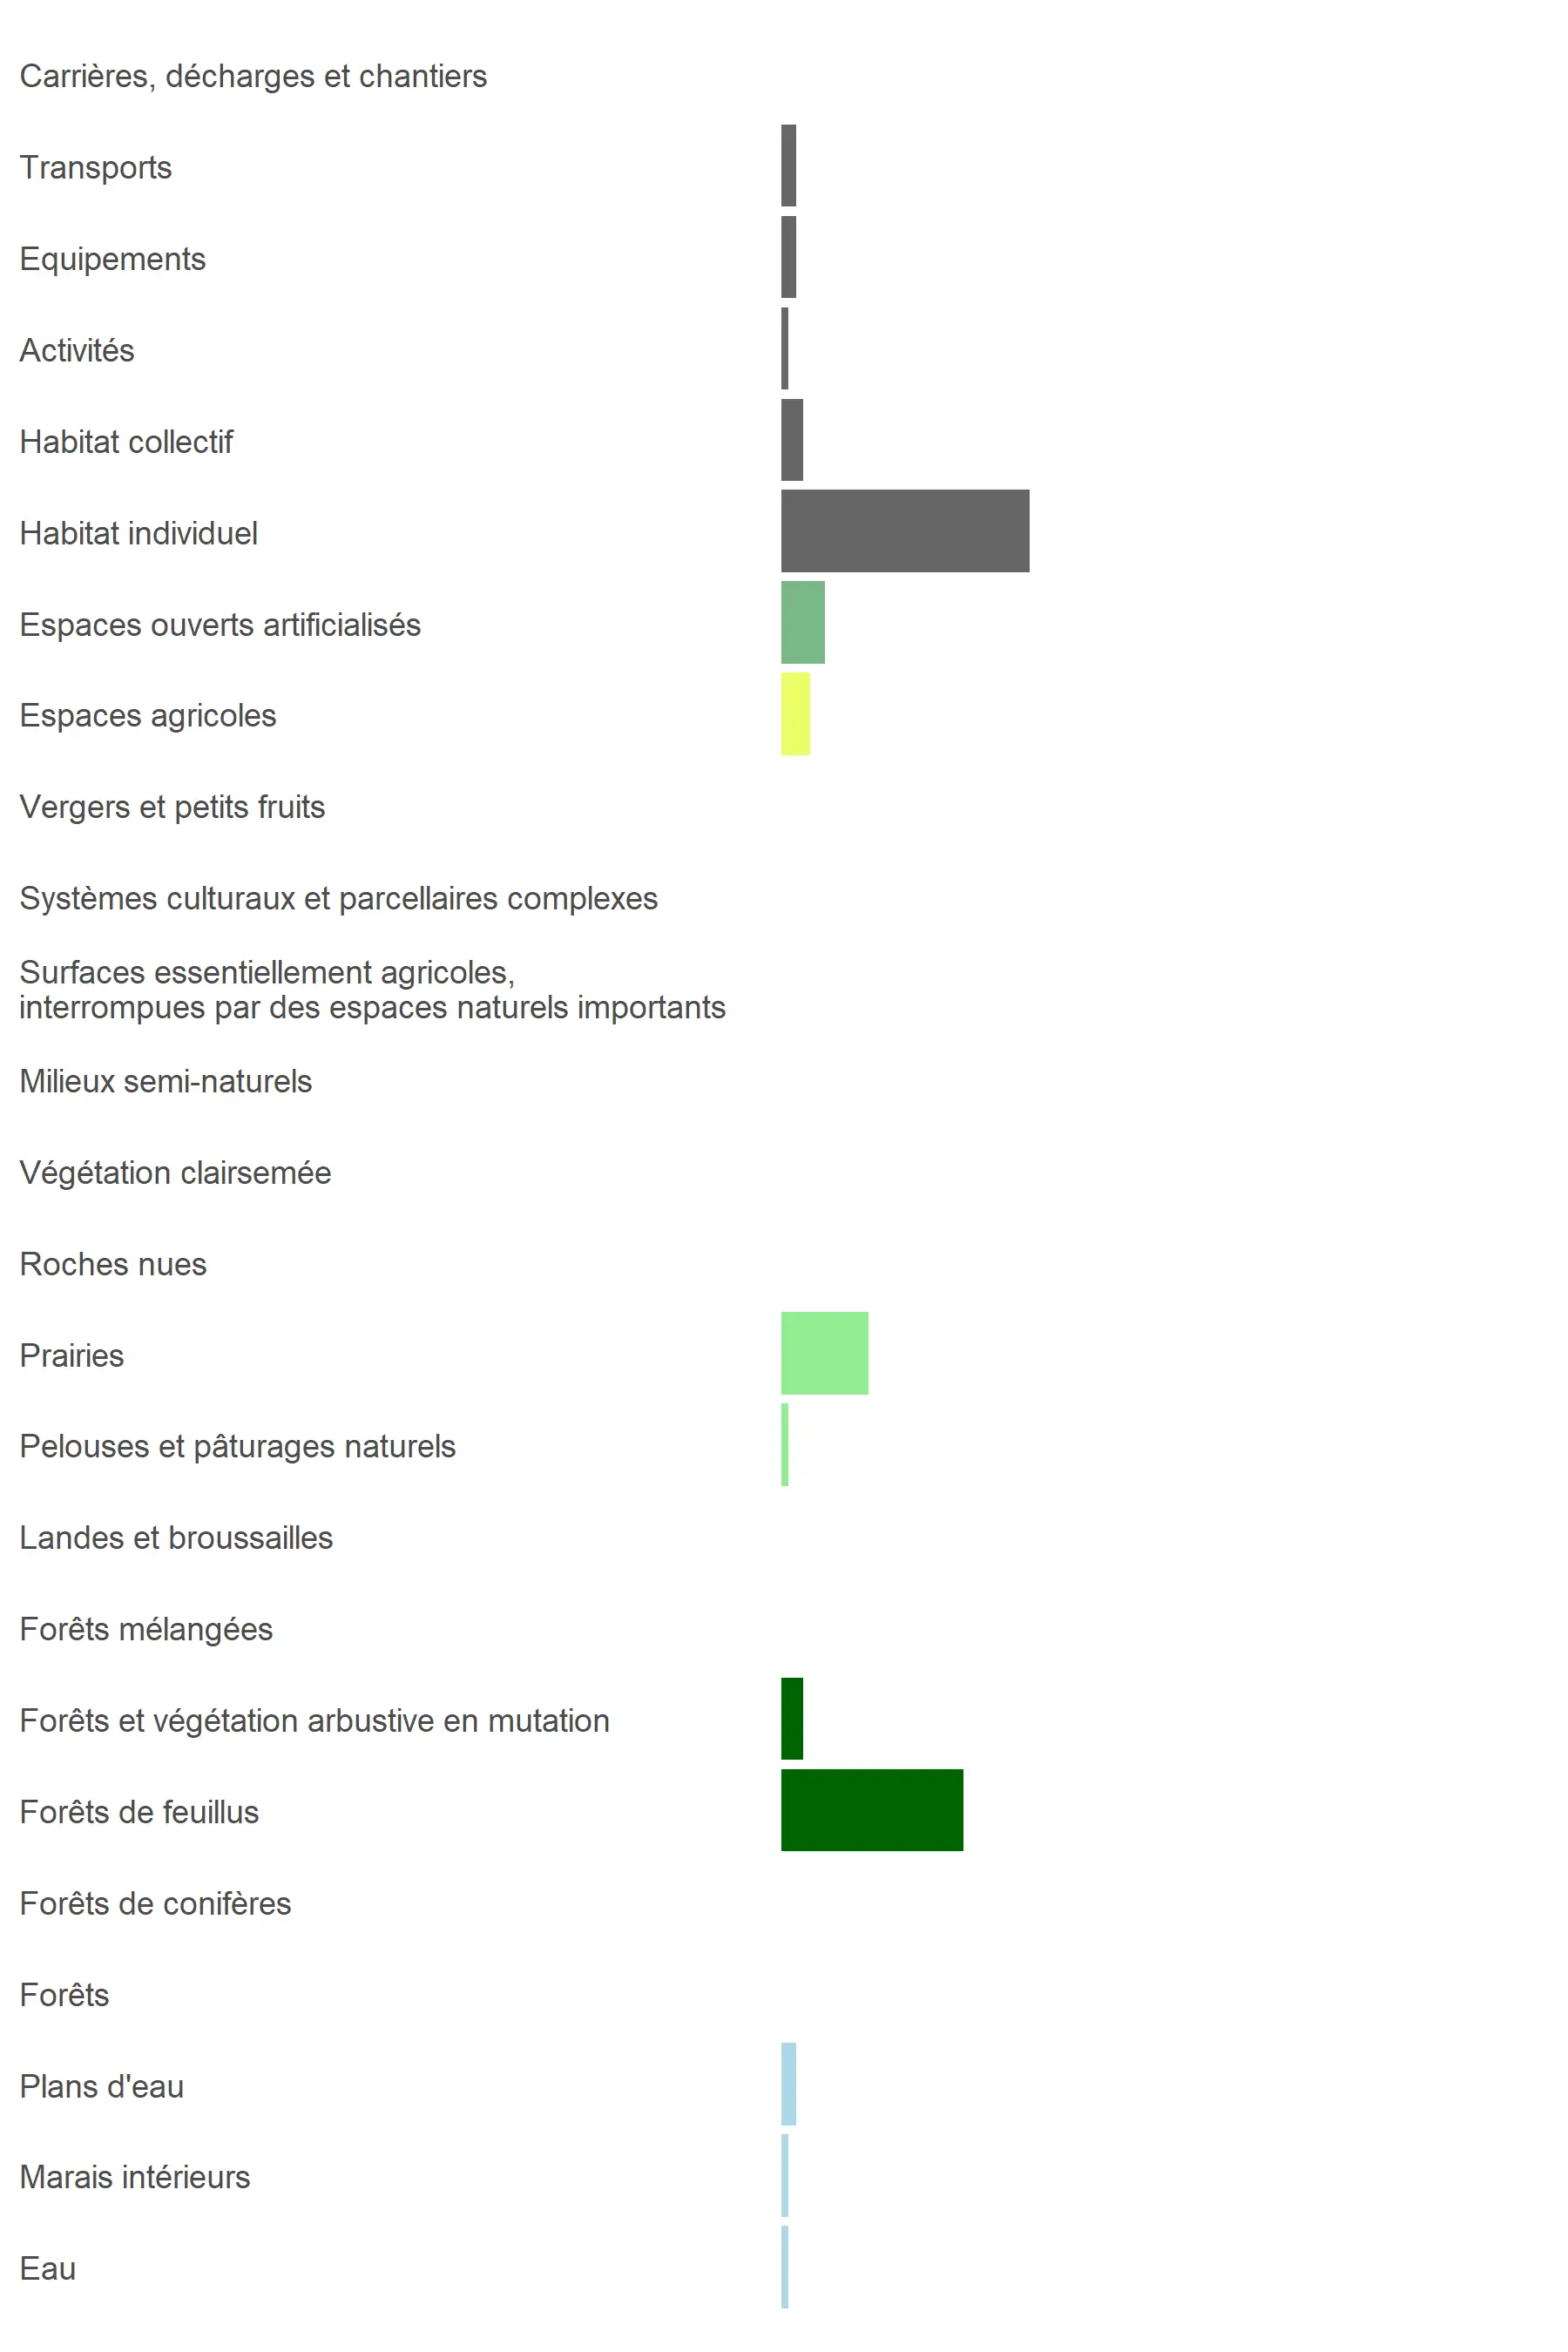 Carrières, décharges et chantiers
Transports
Equipements
Activités
Habitat collectif
Habitat individuel
Espaces ouverts artificialisés
Espaces agricoles
Vergers et petits fruits
Systèmes culturaux et parcellaires complexes
Surfaces essentiellement agricoles,
interrompues par des espaces naturels importants
Milieux semi-naturels
Végétation clairsemée
Roches nues
Prairies
Pelouses et pâturages naturels
Landes et broussailles
Forêts mélangées
Forêts et végétation arbustive en mutation
Forêts de feuillus
Forêts de conifères
Forêts
Plans d'eau
Marais intérieurs
Eau